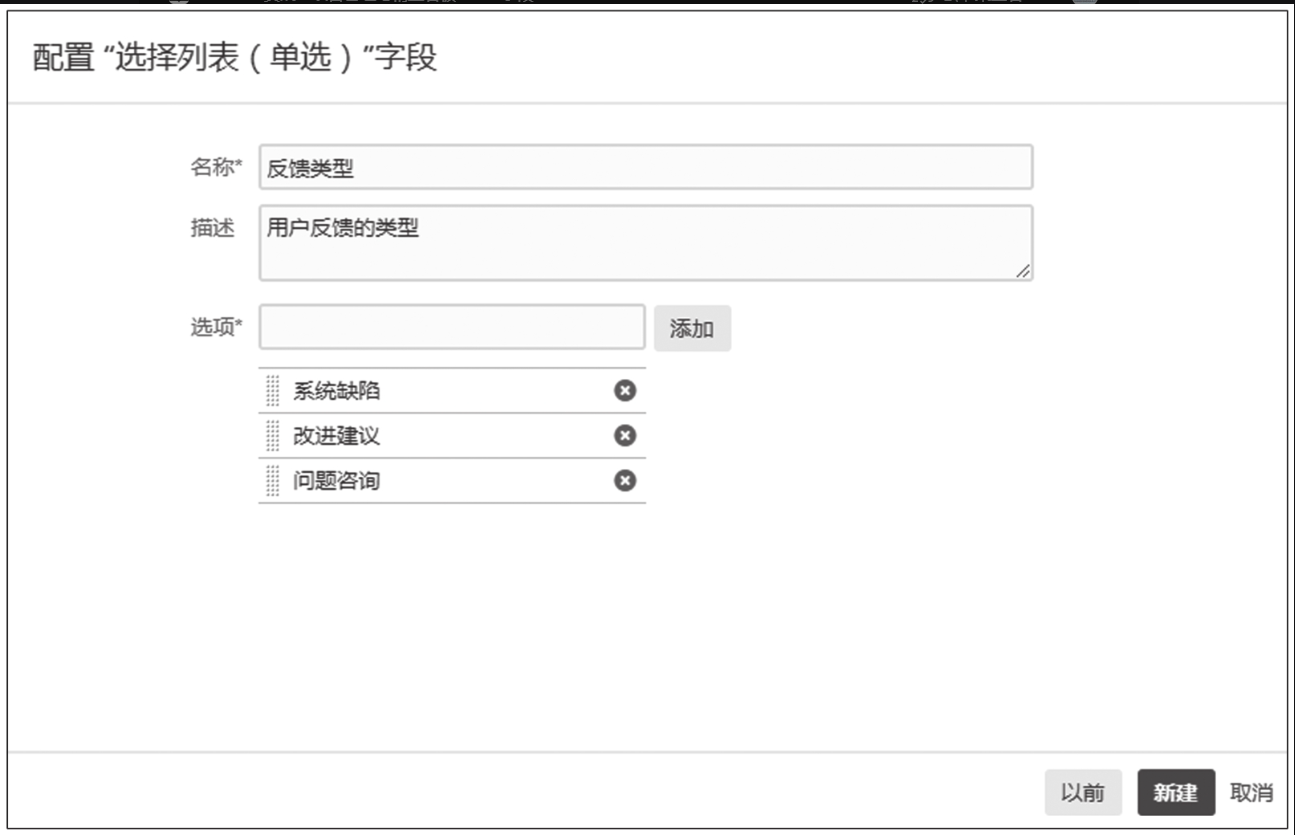 配置 “选择列表（单选）”字段
名称* 反馈类型
描述 用户反馈的类型
选项* 添加
系统缺陷
改进建议
问题咨询
以前 新建 取消